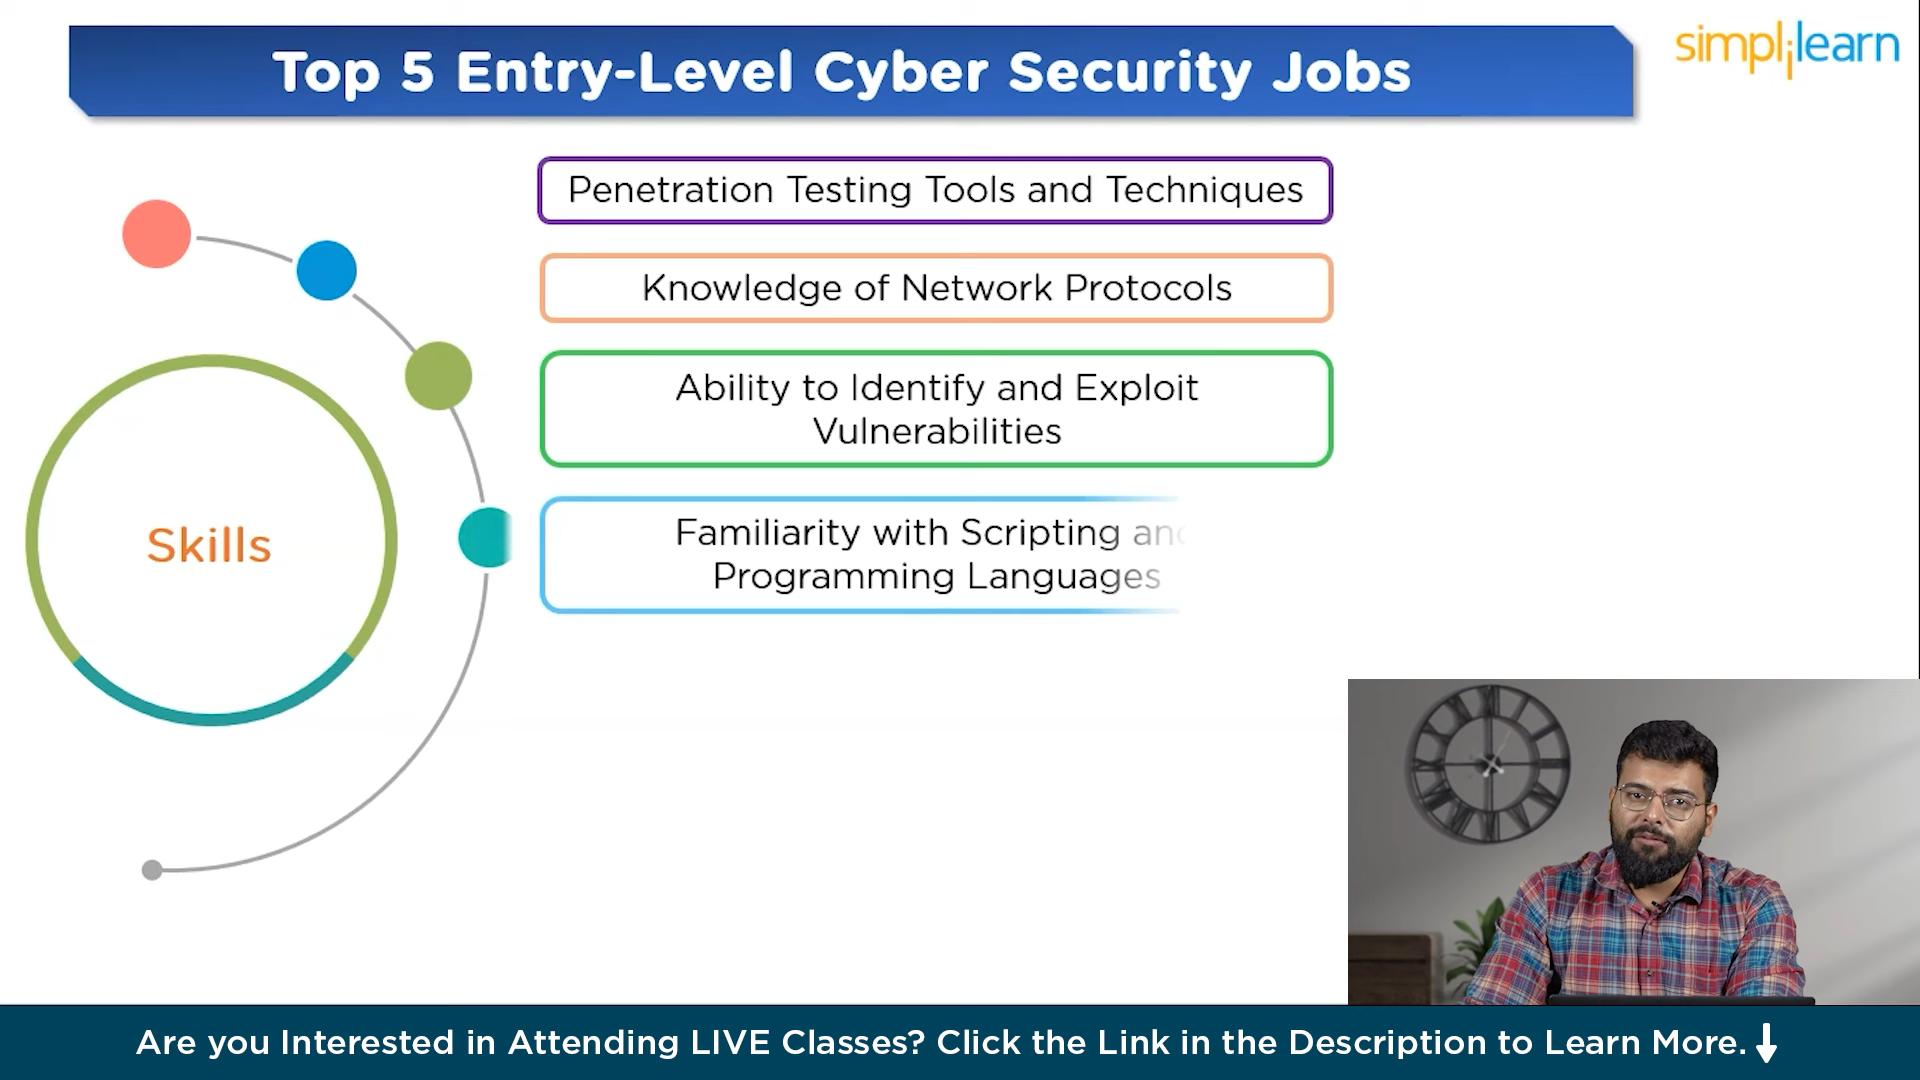 Top 5 Entry-Level Cyber Security Jobs
simplilearn
Penetration Testing Tools and Techniques
Knowledge of Network Protocols
Ability to Identify and Exploit
Vulnerabilities
Skills
Familiarity with Scripting and
Programming Languages
Are you Interested in Attending LIVE Classes? Click the Link in the Description to Learn More.